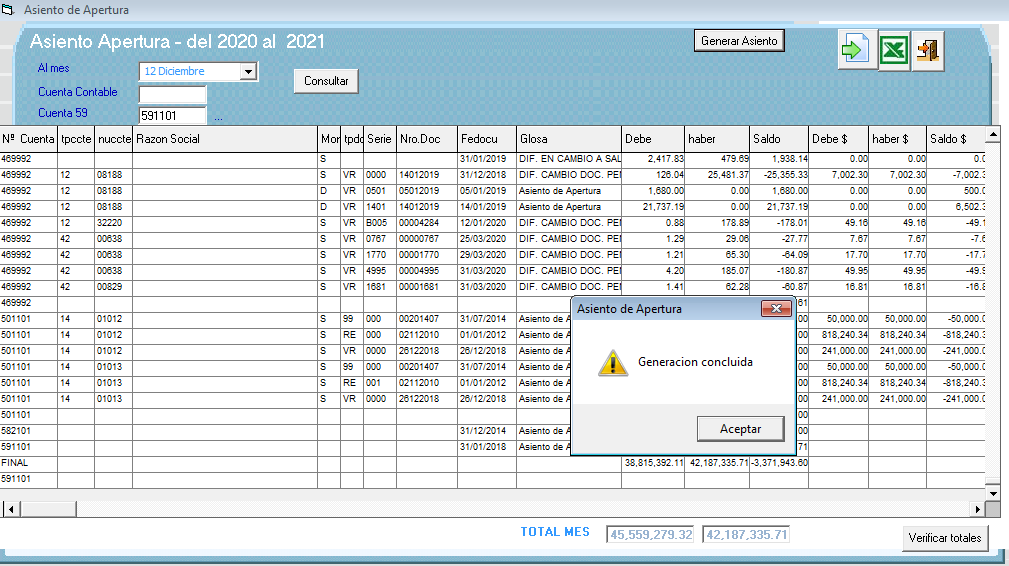 Asiento de Apertura
Asiento Apertura - del 2020 al 2021
Generar Asiento
Al mes
12 Diciembre
Cuenta Contable
Consultar
Cuenta 59
591101
...
Nº Cuenta tpccte nuccte Razon Social Mor tpdo Serie Nro.Doc Fedocu Glosa Debe haber Saldo Debe $ haber $ Saldo $
469992 S 31/01/2019 DIF. EN CAMBIO A SAL 2,417.83 479.69 1,938.14 0.00 0.00 0.0
469992 12 08188 S VR 0000 14012019 31/12/2018 DIF. CAMBIO DOC. PEN 126.04 25,481.37 -25,355.33 7,002.30 7,002.30 -7,002.3
469992 12 08188 D VR 0501 05012019 05/01/2019 Asiento de Apertura 1,680.00 0.00 1,680.00 0.00 0.00 500.0
469992 12 08188 D VR 1401 14012019 14/01/2019 Asiento de Apertura 21,737.19 0.00 21,737.19 0.00 0.00 6,502.3
469992 12 32220 S VR B005 00004284 12/01/2020 DIF. CAMBIO DOC. PEN 0.88 178.89 -178.01 49.16 49.16 -49.1
469992 42 00638 S VR 0767 00000767 25/03/2020 DIF. CAMBIO DOC. PEN 1.29 29.06 -27.77 7.67 7.67 -7.6
469992 42 00638 S VR 1770 00001770 29/03/2020 DIF. CAMBIO DOC. PEN 1.21 65.30 -64.09 17.70 17.70 -17.7
469992 42 00638 S VR 4995 00004995 31/03/2020 DIF. CAMBIO DOC. PEN 4.20 185.07 -180.87 49.95 49.95 -49.9
469992 42 00829 S VR 1681 00001681 31/03/2020 DIF. CAMBIO DOC. PEN 1.41 62.28 -60.87 16.81 16.81 -16.8
469992 61
501101 14 01012 S 99 000 00201407 31/07/2014 Asiento de A 00 50,000.00 50,000.00 -50,000.0
501101 14 01012 S RE 000 02112010 01/01/2012 Asiento de A 00 818,240.34 818,240.34 -818,240.3
501101 14 01012 S VR 0000 26122018 26/12/2018 Asiento de A 00 241,000.00 241,000.00 -241,000.0
501101 14 01013 S 99 000 00201407 31/07/2014 Asiento de A 00 50,000.00 50,000.00 -50,000.0
501101 14 01013 S RE 001 02112010 01/01/2012 Asiento de A 00 818,240.34 818,240.34 -818,240.3
501101 14 01013 S VR 0000 26122018 26/12/2018 Asiento de A 00 241,000.00 241,000.00 -241,000.0
501101 00
582101 31/12/2014 Asiento de A 00
591101 31/01/2018 Asiento de A 71
FINAL 38,815,392.11 42,187,335.71 -3,371,943.60
591101
Asiento de Apertura
Generacion concluida
Aceptar
TOTAL MES 45,559,279.32 42,187,335.71
Verificar totales